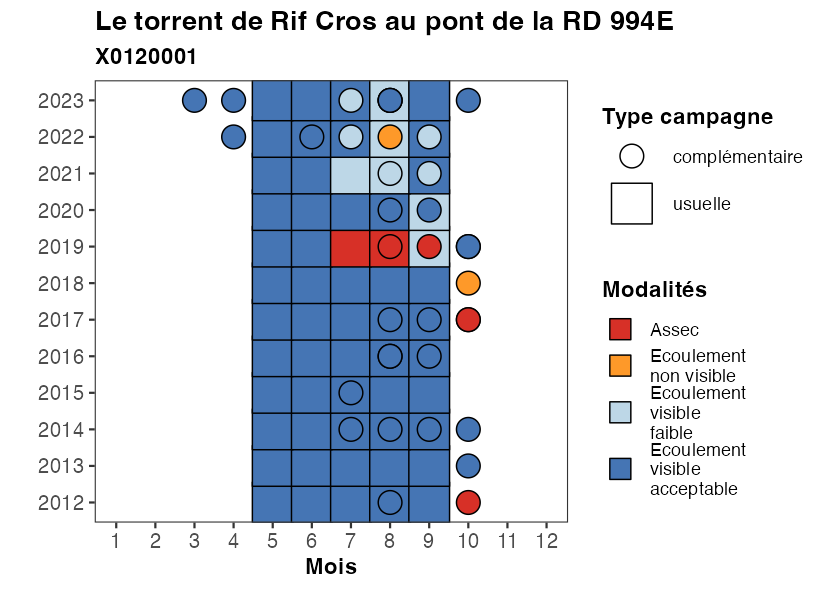 Le torrent de Rif Cros au pont de la RD 994E
X0120001
2023
2022
2021
2020
2019
2018
2017
2016
2015
2014
2013
2012
1 2 3 4 5 6 7 8 9 10 11 12
Mois
Type campagne
complémentaire
usuelle
Modalités
Assec
Ecoulement
non visible
Ecoulement
visible
faible
Ecoulement
visible
acceptable